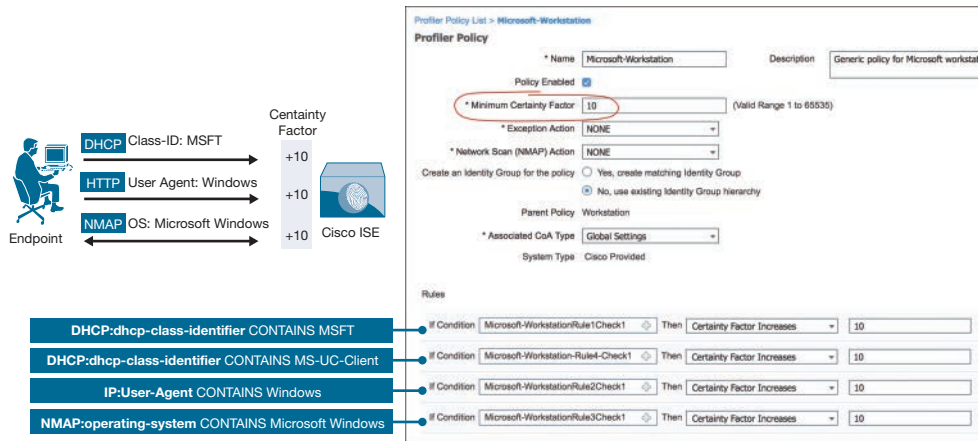 Profiler Policy List > Microsoft-Workstation
Profiler Policy
* Name Microsoft-Workstation Description Generic policy for Microsoft workstat
Policy Enabled
* Minimum Certainty Factor 10 (Valid Range 1 to 65535)
* Exception Action NONE
* Network Scan (NMAP) Action NONE
Create an Identity Group for the policy Yes, create matching Identity Group
No, use existing Identity Group hierarchy
Parent Policy Workstation
* Associated CoA Type Global Settings
System Type Cisco Provided
Certainty
Factor
DHCP Class-ID: MSFT
+10
HTTP User Agent: Windows
+10
NMAP OS: Microsoft Windows
+10
Endpoint
Cisco ISE
Rules
DHCP:dhcp-class-identifier CONTAINS MSFT
If Condition Microsoft-WorkstationRule1Check1 Then Certainty Factor Increases 10
DHCP:dhcp-class-identifier CONTAINS MS-UC-Client
If Condition Microsoft-Workstation-Rule4-Check1 Then Certainty Factor Increases 10
IP:User-Agent CONTAINS Windows
If Condition Microsoft-WorkstationRule2Check1 Then Certainty Factor Increases 10
NMAP:operating-system CONTAINS Microsoft Windows
If Condition Microsoft-WorkstationRule3Check1 Then Certainty Factor Increases 10